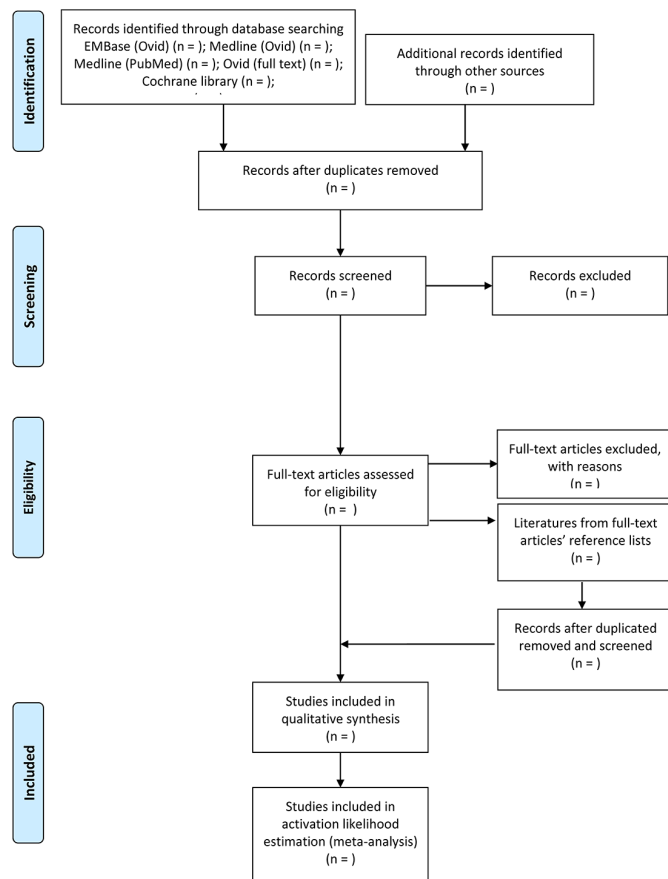 Identification
Records identified through database searching
EMBase (Ovid) (n = ); Medline (Ovid) (n = );
Medline (PubMed) (n = ); Ovid (full text) (n = );
Cochrane library (n = );
Additional records identified
through other sources
(n = )
Records after duplicates removed
(n = )
Screening
Records screened
(n = )
Records excluded
(n = )
Eligibility
Full-text articles assessed
for eligibility
(n = )
Full-text articles excluded,
with reasons
(n = )
Literatures from full-text
articles’ reference lists
(n = )
Records after duplicated
removed and screened
(n = )
Included
Studies included in
qualitative synthesis
(n = )
Studies included in
activation likelihood
estimation (meta-analysis)
(n = )